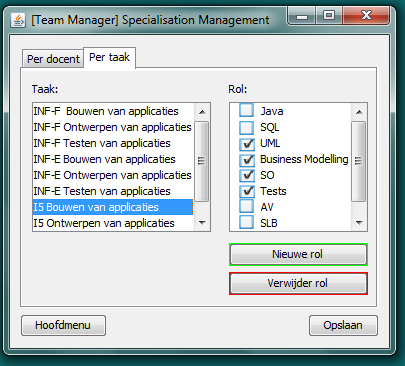 [Team Manager] Specialisation Management
Per docent
Per taak
Taak:
INF-F Bouwen van applicaties
INF-F Ontwerpen van applicaties
INF-F Testen van applicaties
INF-E Bouwen van applicaties
INF-E Ontwerpen van applicaties
INF-E Testen van applicaties
I5 Bouwen van applicaties
I5 Ontwerpen van applicaties
Rol:
Java
SQL
UML
Business Modelling
SO
Tests
AV
SLB
Nieuwe rol
Verwijder rol
Hoofdmenu
Opslaan